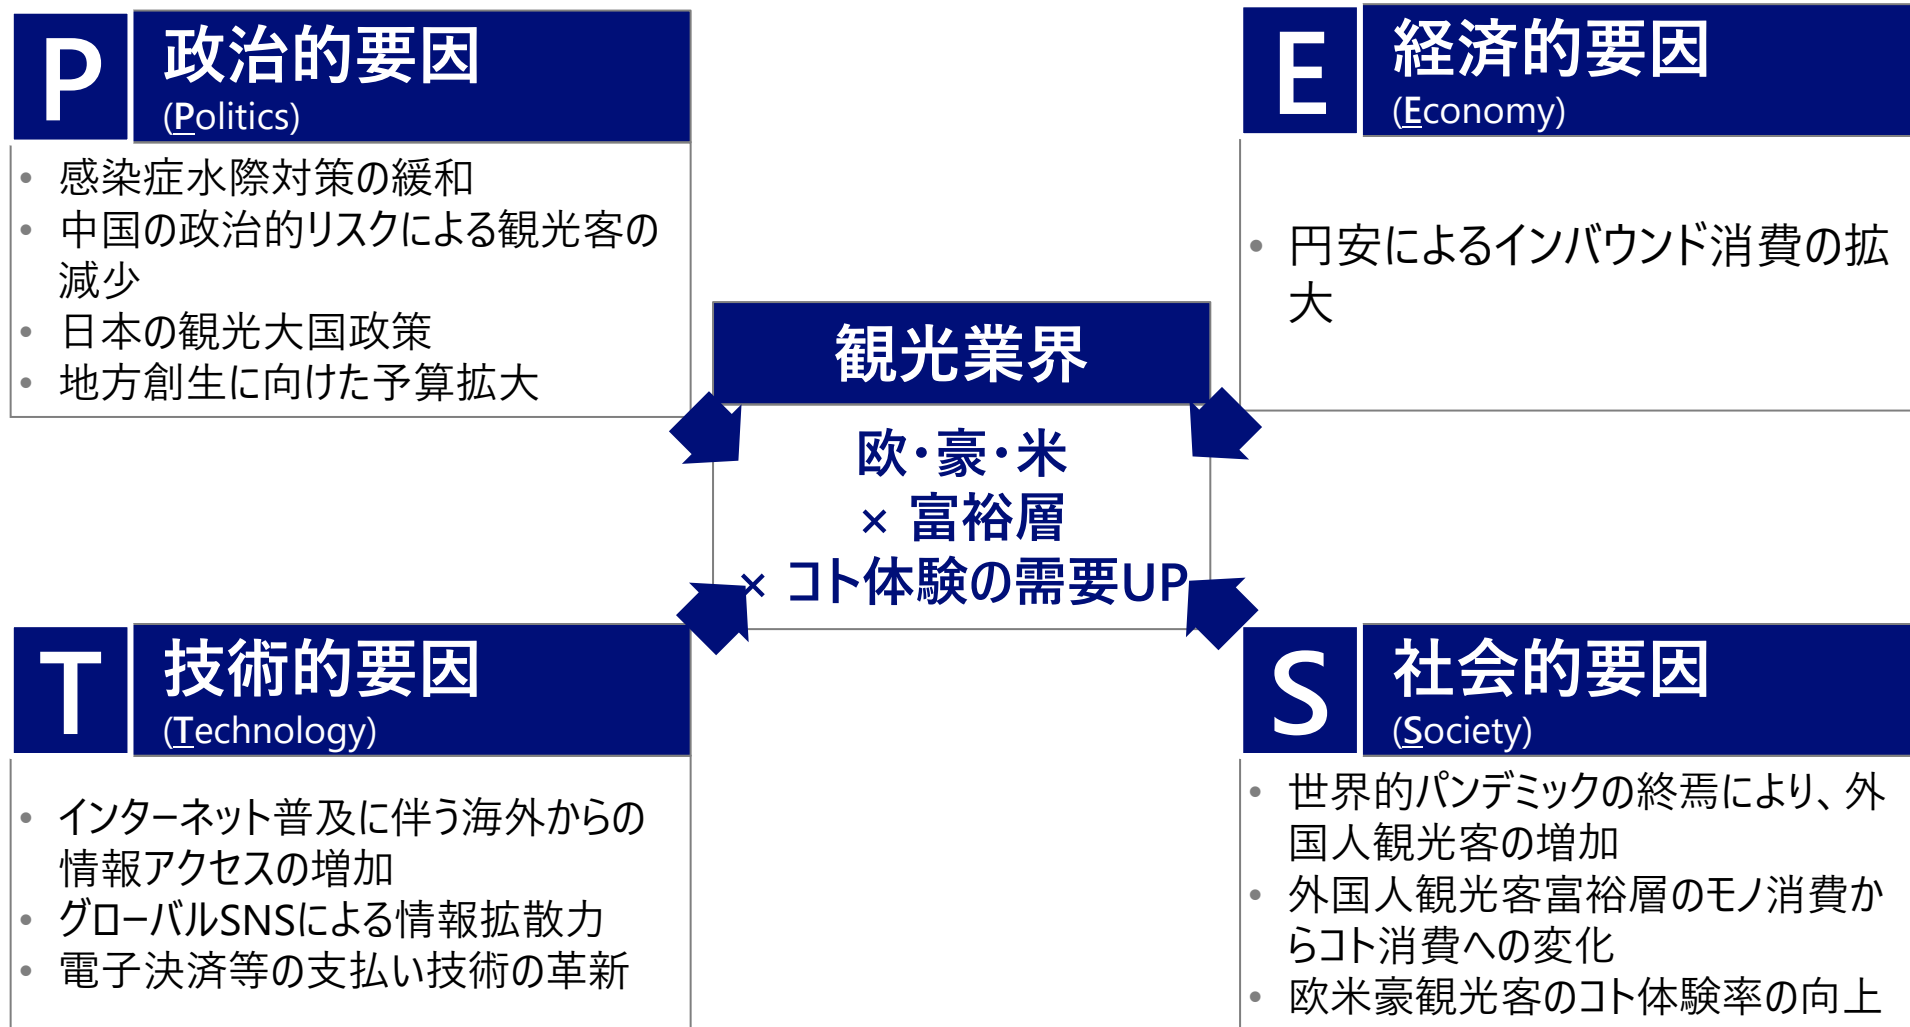 P
政治的要因
(Politics)
• 感染症水際対策の緩和
• 中国の政治的リスクによる観光客の
減少
• 日本の観光大国政策
• 地方創生に向けた予算拡大
E
経済的要因
(Economy)
• 円安によるインバウンド消費の拡
大
観光業界
欧・豪・米
× 富裕層
× コト体験の需要UP
T
技術的要因
(Technology)
• インターネット普及に伴う海外からの
情報アクセスの増加
• グローバルSNSによる情報拡散力
• 電子決済等の支払い技術の革新
S
社会的要因
(Society)
• 世界的パンデミックの終焉により、外
国人観光客の増加
• 外国人観光客富裕層のモノ消費か
らコト消費への変化
• 欧米豪観光客のコト体験率の向上